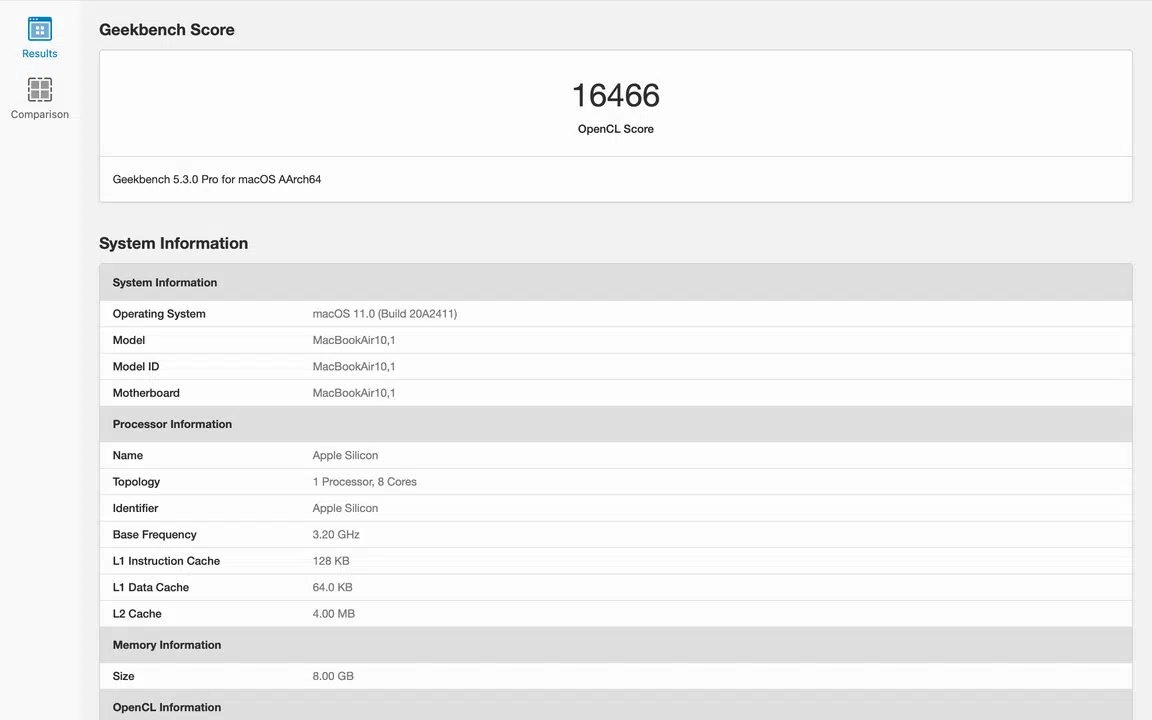 Results
Comparison
Geekbench Score
16466
OpenCL Score
Geekbench 5.3.0 Pro for macOS AArch64
System Information
System Information
Operating System macOS 11.0 (Build 20A2411)
Model MacBookAir10,1
Model ID MacBookAir10,1
Motherboard MacBookAir10,1
Processor Information
Name Apple Silicon
Topology 1 Processor, 8 Cores
Identifier Apple Silicon
Base Frequency 3.20 GHz
L1 Instruction Cache 128 KB
L1 Data Cache 64.0 KB
L2 Cache 4.00 MB
Memory Information
Size 8.00 GB
OpenCL Information